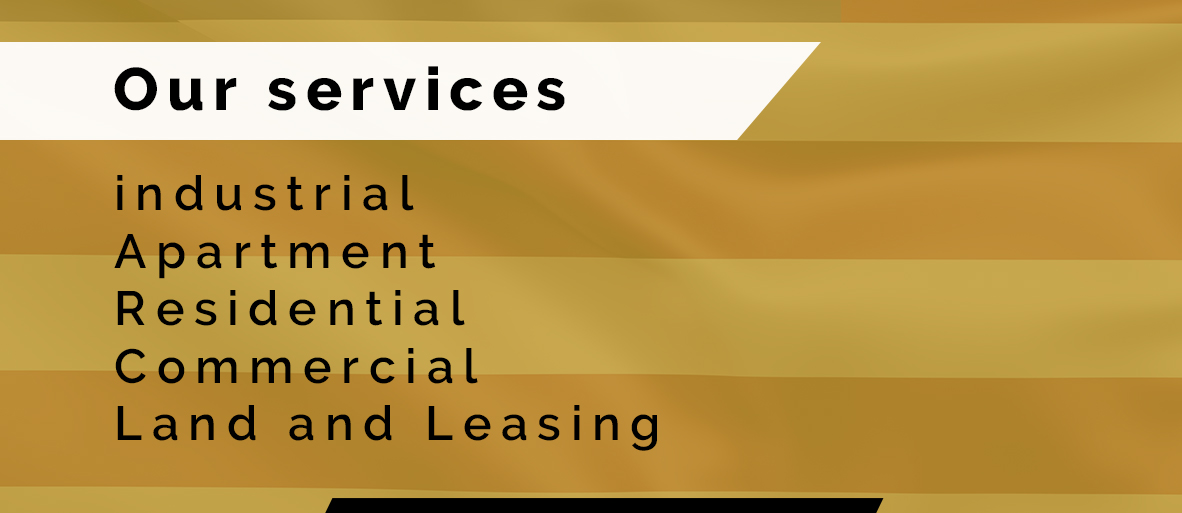 Our services
industrial
Apartment
Residential
Commercial
Land and Leasing